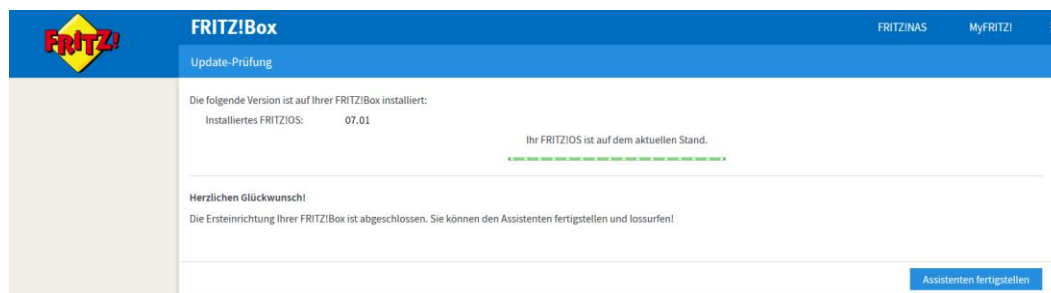 FRITZ!
FRITZ!Box
FRITZ!NAS MyFRITZ!
Update-Prüfung
Die folgende Version ist auf Ihrer FRITZ!Box installiert:
Installiertes FRITZ!OS: 07.01
Ihr FRITZ!OS ist auf dem aktuellen Stand.
Herzlichen Glückwunsch!
Die Ersteinrichtung Ihrer FRITZ!Box ist abgeschlossen. Sie können den Assistenten fertigstellen und lossurfen!
Assistenten fertigstellen